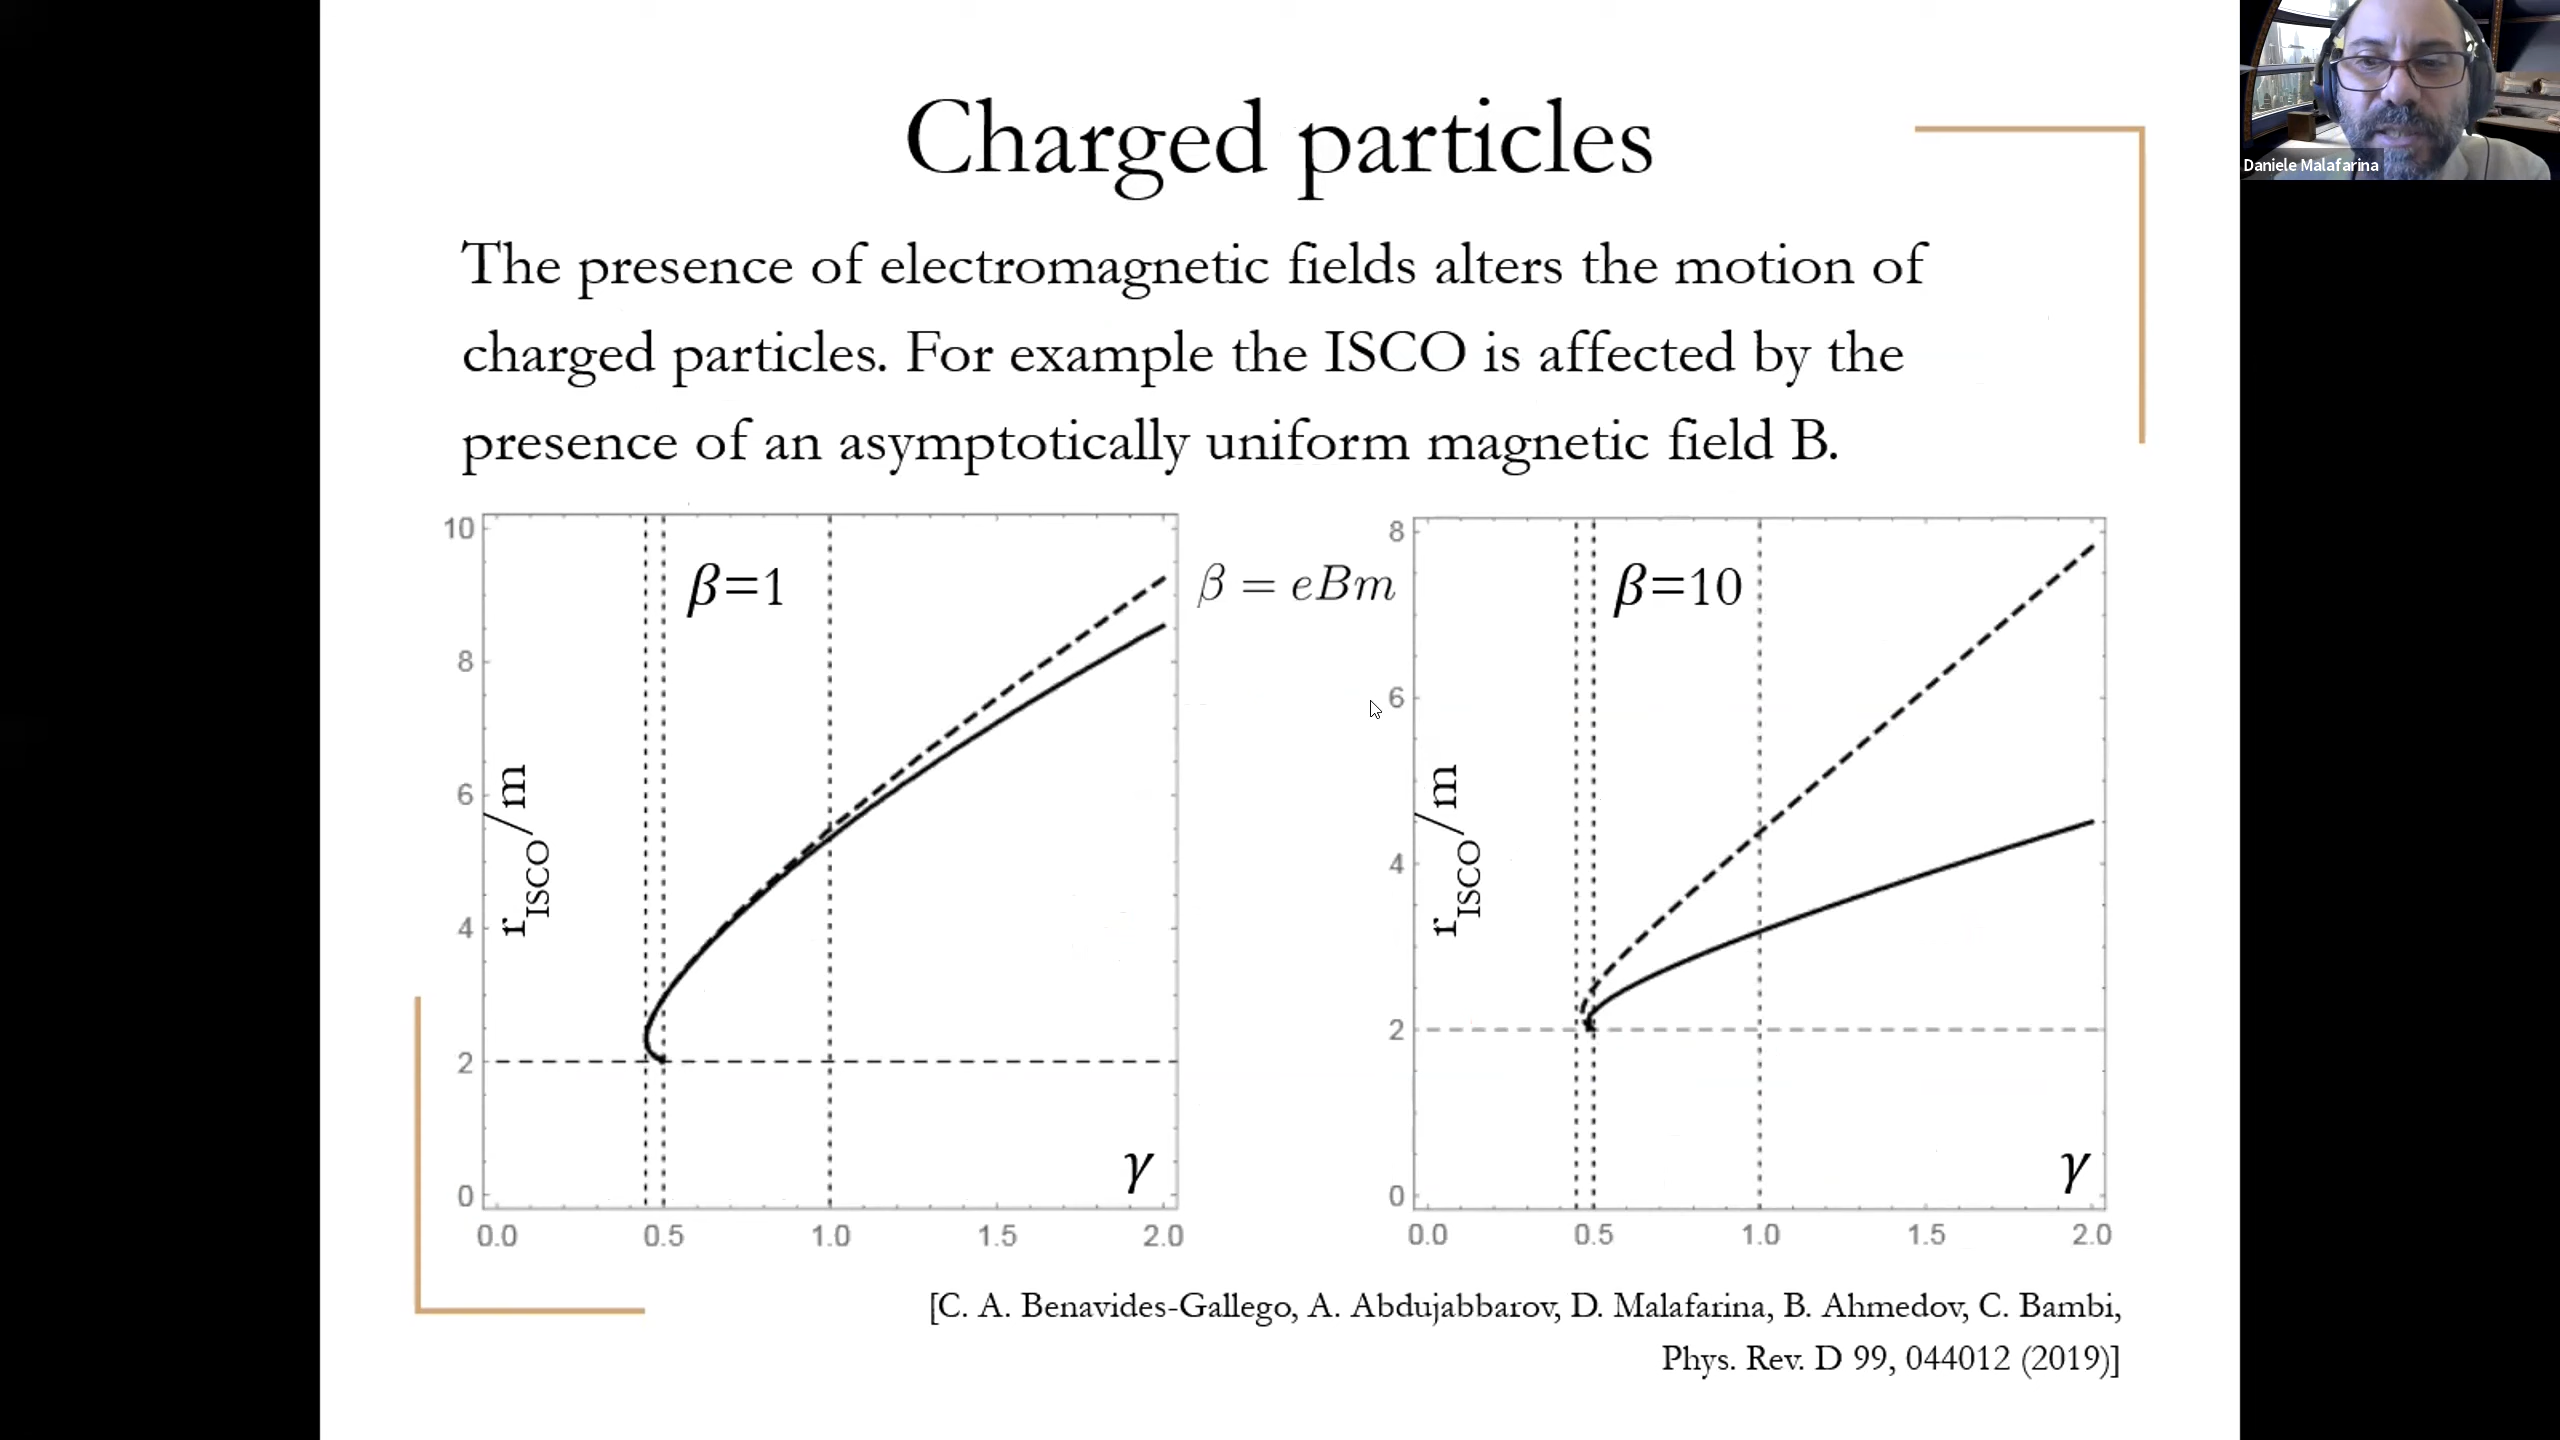 Charged particles
Daniele Malafarina
The presence of electromagnetic fields alters the motion of
charged particles. For example the ISCO is affected by the
presence of an asymptotically uniform magnetic field B.
10
8
6
4
2
0
r_ISCO/m
β=1
γ
0.0 0.5 1.0 1.5 2.0
β = eBm
8
6
4
2
0
r_ISCO/m
β=10
γ
0.0 0.5 1.0 1.5 2.0
[C. A. Benavides-Gallego, A. Abdujabbarov, D. Malafarina, B. Ahmedov, C. Bambi,
Phys. Rev. D 99, 044012 (2019)]